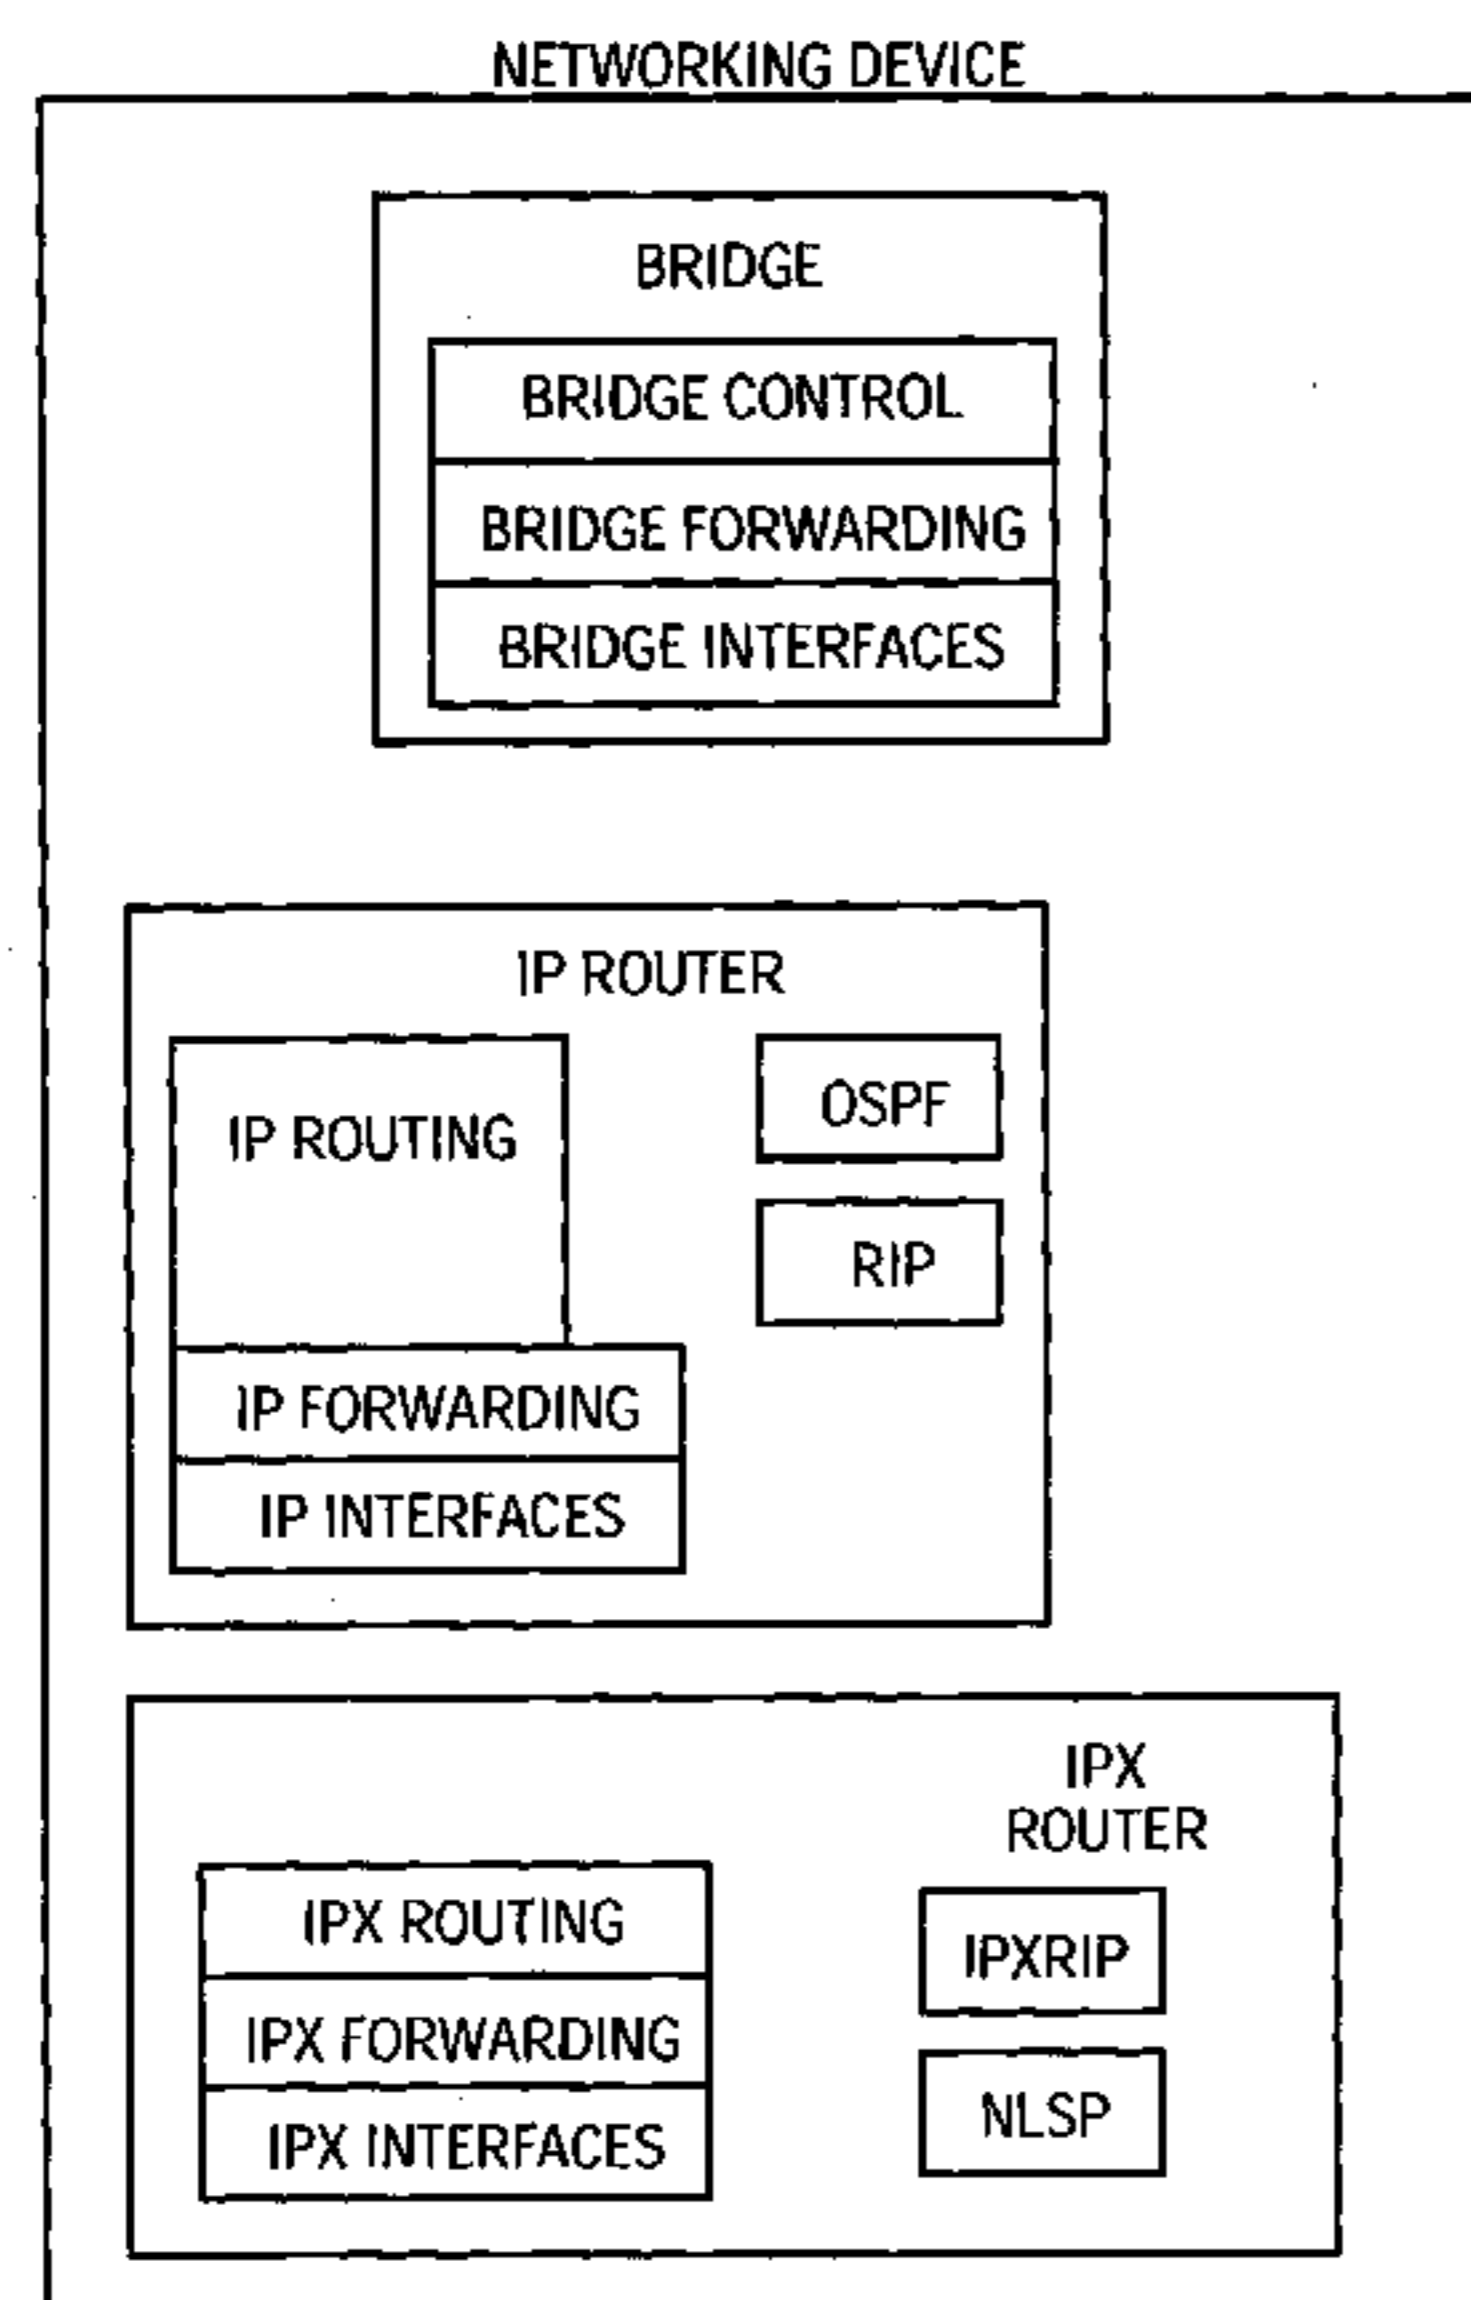 NETWORKING DEVICE
BRIDGE
BRIDGE CONTROL
BRIDGE FORWARDING
BRIDGE INTERFACES
IP ROUTER
IP ROUTING
OSPF
RIP
IP FORWARDING
IP INTERFACES
IPX
ROUTER
IPX ROUTING
IPX FORWARDING
IPX INTERFACES
IPXRIP
NLSP